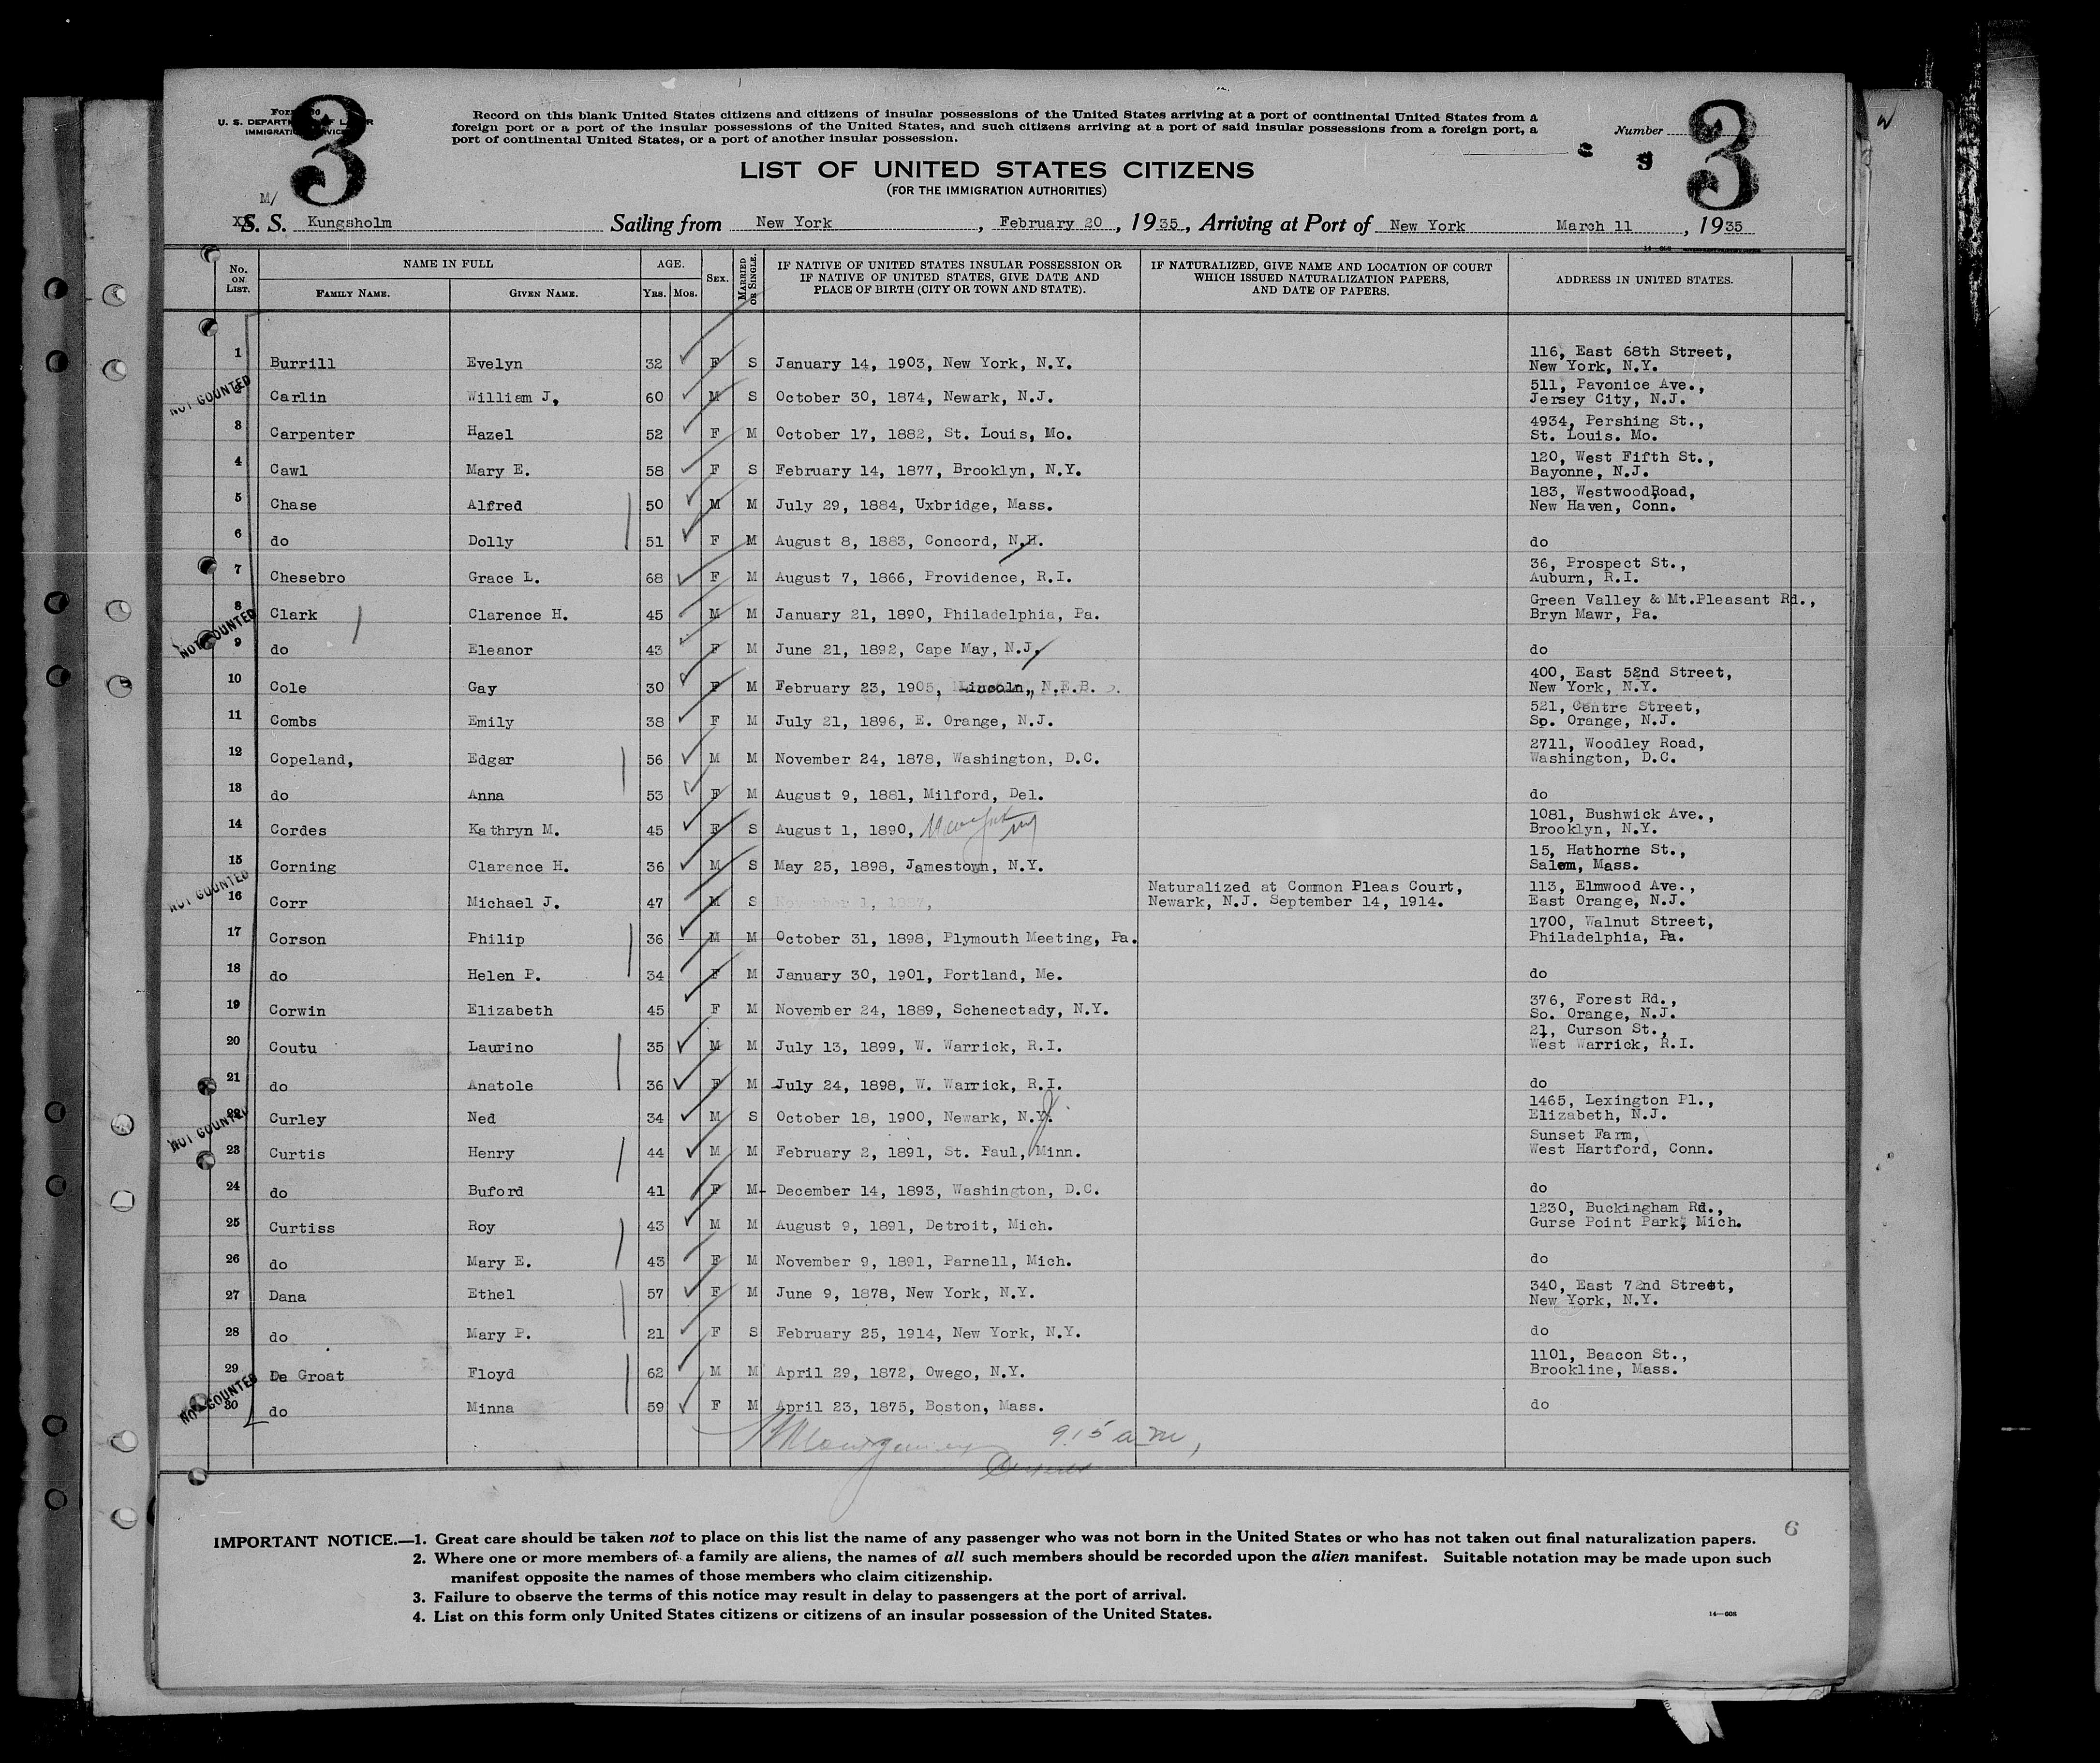 3
Form 
U. S. DEPARTMENT OF LABOR
IMMIGRATION SERVICE
Record on this blank United States citizens and citizens of insular possessions of the United States arriving at a port of continental United States from a
foreign port or a port of the insular possessions of the United States, and such citizens arriving at a port of said insular possessions from a foreign port, a
port of continental United States, or a port of another insular possession.
Number
3
LIST OF UNITED STATES CITIZENS
(FOR THE IMMIGRATION AUTHORITIES)
M/
S. S. Kungsholm Sailing from New York, February 20, 1935, Arriving at Port of New York March 11, 1935
No. ON LIST. NAME IN FULL AGE. SEX. MARRIED OR SINGLE. IF NATIVE OF UNITED STATES INSULAR POSSESSION OR IF NATIVE OF UNITED STATES, GIVE DATE AND PLACE OF BIRTH (CITY OR TOWN AND STATE). IF NATURALIZED, GIVE NAME AND LOCATION OF COURT WHICH ISSUED NATURALIZATION PAPERS, AND DATE OF PAPERS. ADDRESS IN UNITED STATES.
FAMILY NAME. GIVEN NAME. YRS. MOS.
1 Burrill Evelyn 32 F S January 14, 1903, New York, N.Y. 116, East 68th Street, New York, N.Y.
NOT COUNTED
2 Carlin William J, 60 M S October 30, 1874, Newark, N.J. 511, Pavonice Ave., Jersey City, N.J.
3 Carpenter Hazel 52 F M October 17, 1882, St. Louis, Mo. 4934, Pershing St., St. Louis. Mo.
4 Cawl Mary E. 58 F S February 14, 1877, Brooklyn, N.Y. 120, West Fifth St., Bayonne, N.J.
5 Chase Alfred 50 M M July 29, 1884, Uxbridge, Mass. 183, Westwood Road, New Haven, Conn.
6 do Dolly 51 F M August 8, 1883, Concord, N.H. do
7 Chesebro Grace L. 68 F M August 7, 1866, Providence, R.I. 36, Prospect St., Auburn, R.I.
8 Clark Clarence H. 45 M M January 21, 1890, Philadelphia, Pa. Green Valley & Mt.Pleasant Rd., Bryn Mawr, Pa.
NOT COUNTED
9 do Eleanor 43 F M June 21, 1892, Cape May, N.J. do
10 Cole Gay 30 F M February 23, 1905, Lincoln, N.E.B. 400, East 52nd Street, New York, N.Y.
11 Combs Emily 38 F M July 21, 1896, E. Orange, N.J. 521, Centre Street, So. Orange, N.J.
12 Copeland, Edgar 56 M M November 24, 1878, Washington, D.C. 2711, Woodley Road, Washington, D.C.
13 do Anna 53 F M August 9, 1881, Milford, Del. do
14 Cordes Kathryn M. 45 F S August 1, 1890, 1081, Bushwick Ave., Brooklyn, N.Y.
15 Corning Clarence H. 36 M S May 25, 1898, Jamestown, N.Y. 15, Hathorne St., Salem, Mass.
NOT COUNTED
16 Corr Michael J. 47 M S November 1, 1887, Naturalized at Common Pleas Court, Newark, N.J. September 14, 1914. 113, Elmwood Ave., East Orange, N.J.
17 Corson Philip 36 M M October 31, 1898, Plymouth Meeting, Pa. 1700, Walnut Street, Philadelphia, Pa.
18 do Helen P. 34 F M January 30, 1901, Portland, Me. do
19 Corwin Elizabeth 45 F M November 24, 1889, Schenectady, N.Y. 376, Forest Rd., So. Orange, N.J.
20 Coutu Laurino 35 M M July 13, 1899, W. Warrick, R.I. 21, Curson St., West Warrick, R.I.
21 do Anatole 36 F M July 24, 1898, W. Warrick, R.I. do
NOT COUNTED
22 Curley Ned 34 M S October 18, 1900, Newark, N.J. 1465, Lexington Pl., Elizabeth, N.J.
23 Curtis Henry 44 M M February 2, 1891, St. Paul, Minn. Sunset Farm, West Hartford, Conn.
24 do Buford 41 F M December 14, 1893, Washington, D.C. do
25 Curtiss Roy 43 M M August 9, 1891, Detroit, Mich. 1230, Buckingham Rd., Gurse Point Park, Mich.
26 do Mary E. 43 F M November 9, 1891, Parnell, Mich. do
27 Dana Ethel 57 F M June 9, 1878, New York, N.Y. 340, East 72nd Street, New York, N.Y.
28 do Mary P. 21 F S February 25, 1914, New York, N.Y. do
29 De Groat Floyd 62 M M April 29, 1872, Owego, N.Y. 1101, Beacon St., Brookline, Mass.
NOT COUNTED
30 do Minna 59 F M April 23, 1875, Boston, Mass. do
915 a m,
6
IMPORTANT NOTICE.—1. Great care should be taken not to place on this list the name of any passenger who was not born in the United States or who has not taken out final naturalization papers.
2. Where one or more members of a family are aliens, the names of all such members should be recorded upon the alien manifest. Suitable notation may be made upon such
manifest opposite the names of those members who claim citizenship.
3. Failure to observe the terms of this notice may result in delay to passengers at the port of arrival.
4. List on this form only United States citizens or citizens of an insular possession of the United States.
14—608